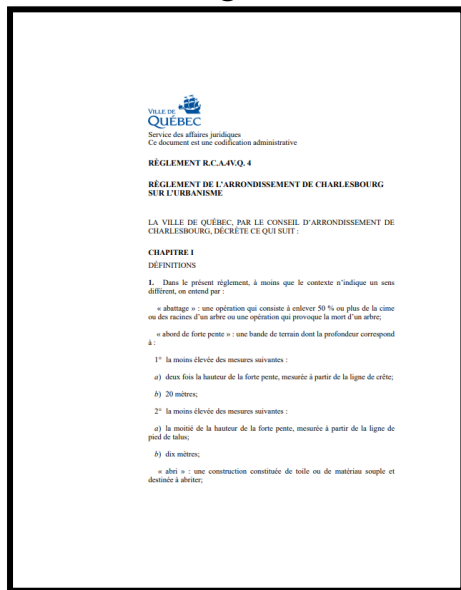 VILLE DE
QUÉBEC
Service des affaires juridiques
Ce document est une codification administrative
RÈGLEMENT R.C.A.4V.Q. 4
RÈGLEMENT DE L'ARRONDISSEMENT DE CHARLESBOURG
SUR L'URBANISME
LA VILLE DE QUÉBEC, PAR LE CONSEIL D'ARRONDISSEMENT DE
CHARLESBOURG, DÉCRÈTE CE QUI SUIT :
CHAPITRE I
DÉFINITIONS
1. Dans le présent règlement, à moins que le contexte n'indique un sens
différent, on entend par :
« abattage » : une opération qui consiste à enlever 50 % ou plus de la cime
ou des racines d'un arbre ou une opération qui provoque la mort d'un arbre;
« abord de forte pente » : une bande de terrain dont la profondeur correspond
à :
1° la moins élevée des mesures suivantes :
a) deux fois la hauteur de la forte pente, mesurée à partir de la ligne de crête;
b) 20 mètres;
2° la moins élevée des mesures suivantes :
a) la moitié de la hauteur de la forte pente, mesurée à partir de la ligne de
pied de talus;
b) dix mètres;
« abri » : une construction constituée de toile ou de matériau souple et
destinée à abriter;